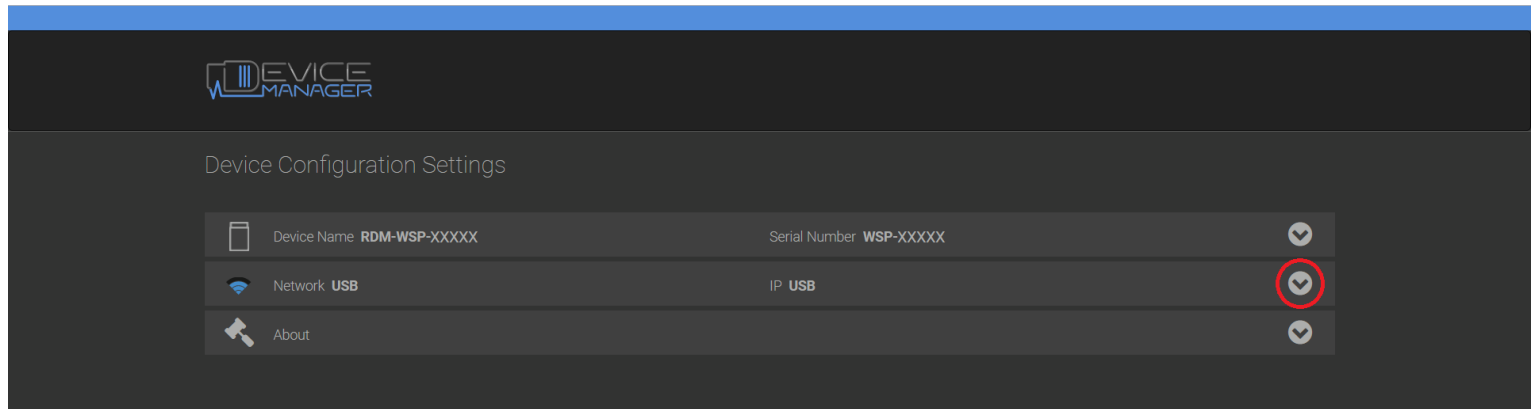 DEVICE
MANAGER
Device Configuration Settings
Device Name RDM-WSP-XXXXX Serial Number WSP-XXXXX
Network USB IP USB
About